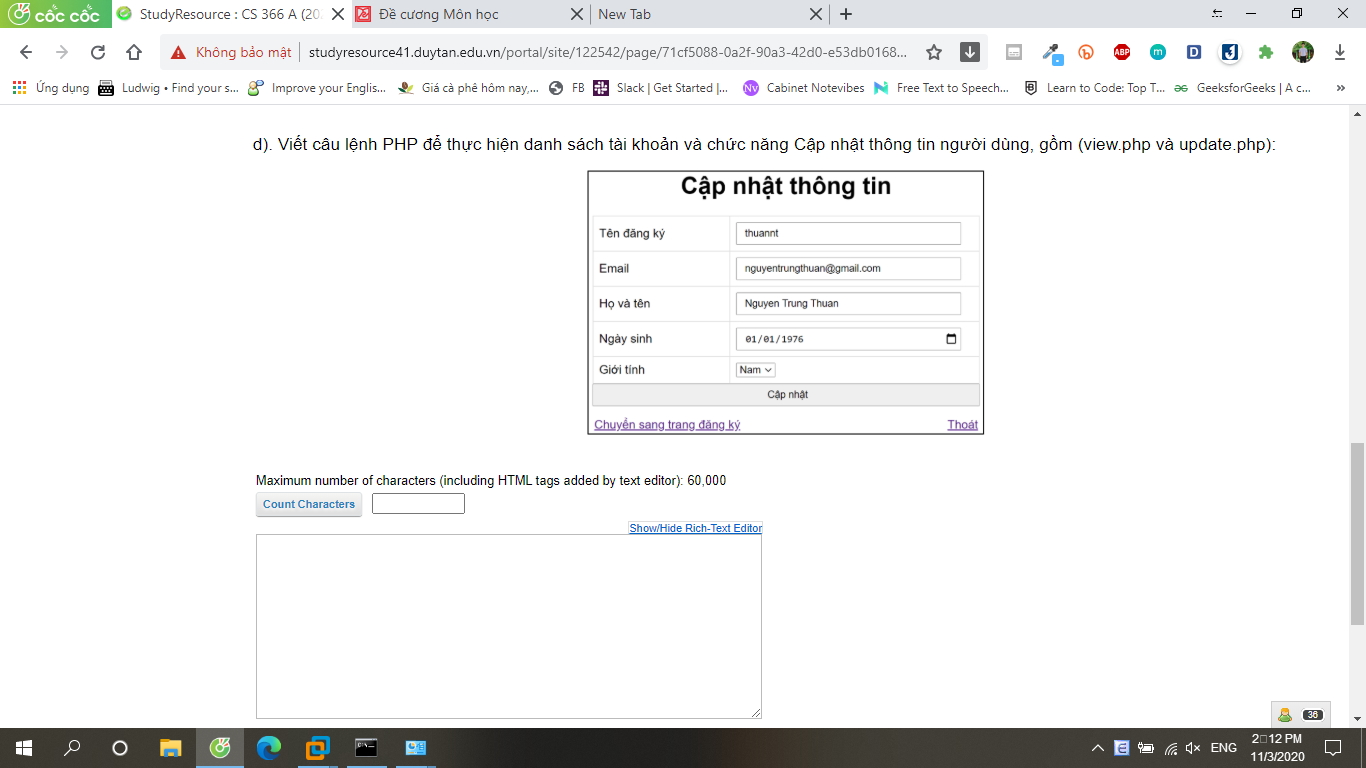 cốc cốc
StudyResource : CS 366 A (20
Đề cương Môn học
New Tab
Không bảo mật
studyresource41.duytan.edu.vn/portal/site/122542/page/71cf5088-0a2f-90a3-42d0-e53db0168...
ABP
m
D
Ứng dụng
Ludwig • Find your s...
Improve your Englis...
Giá cà phê hôm nay,...
FB
Slack | Get Started |...
Nv
Cabinet Notevibes
Free Text to Speech...
Learn to Code: Top T...
GeeksforGeeks | A c...
»
d). Viết câu lệnh PHP để thực hiện danh sách tài khoản và chức năng Cập nhật thông tin người dùng, gồm (view.php và update.php):
Cập nhật thông tin
Tên đăng ký
thuannt
Email
nguyentrungthuan@gmail.com
Họ và tên
Nguyen Trung Thuan
Ngày sinh
01/01/1976
Giới tính
Nam
Cập nhật
Chuyển sang trang đăng ký
Thoát
Maximum number of characters (including HTML tags added by text editor): 60,000
Count Characters
Show/Hide Rich-Text Editor
36
ENG
2▯12 PM
11/3/2020